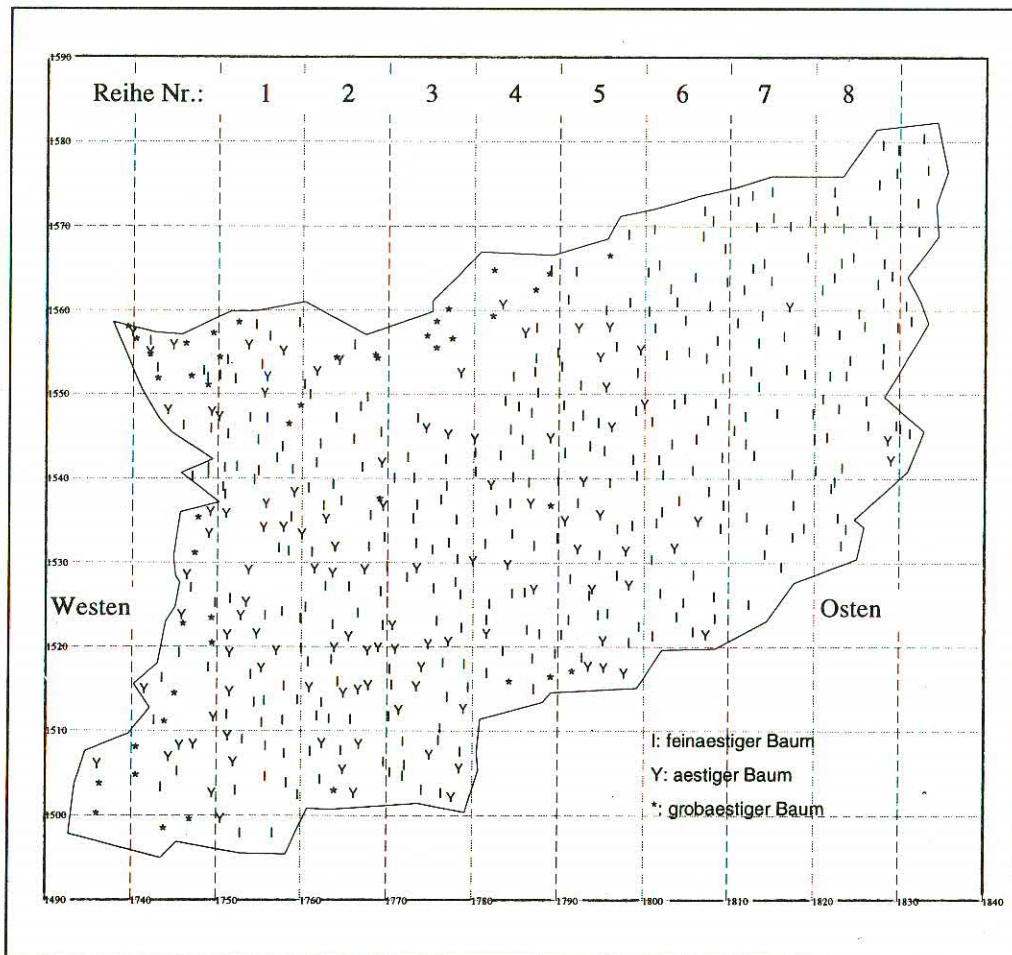 1590
Reihe Nr.: 1 2 3 4 5 6 7 8
1580
1570
1560
1550
1540
1530
Westen Osten
1520
1510
I: feinaestiger Baum
Y: aestiger Baum
*: grobaestiger Baum
1500
1490 1740 1750 1760 1770 1780 1790 1800 1810 1820 1830 1840